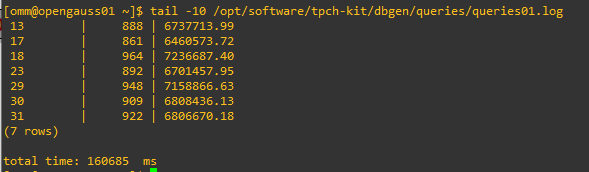 [omm@opengauss01 ~]$ tail -10 /opt/software/tpch-kit/dbgen/queries/queries01.log
13 | 888 | 6737713.99
17 | 861 | 6460573.72
18 | 964 | 7236687.40
23 | 892 | 6701457.95
29 | 948 | 7158866.63
30 | 909 | 6808436.13
31 | 922 | 6806670.18
(7 rows)
total time: 160685 ms